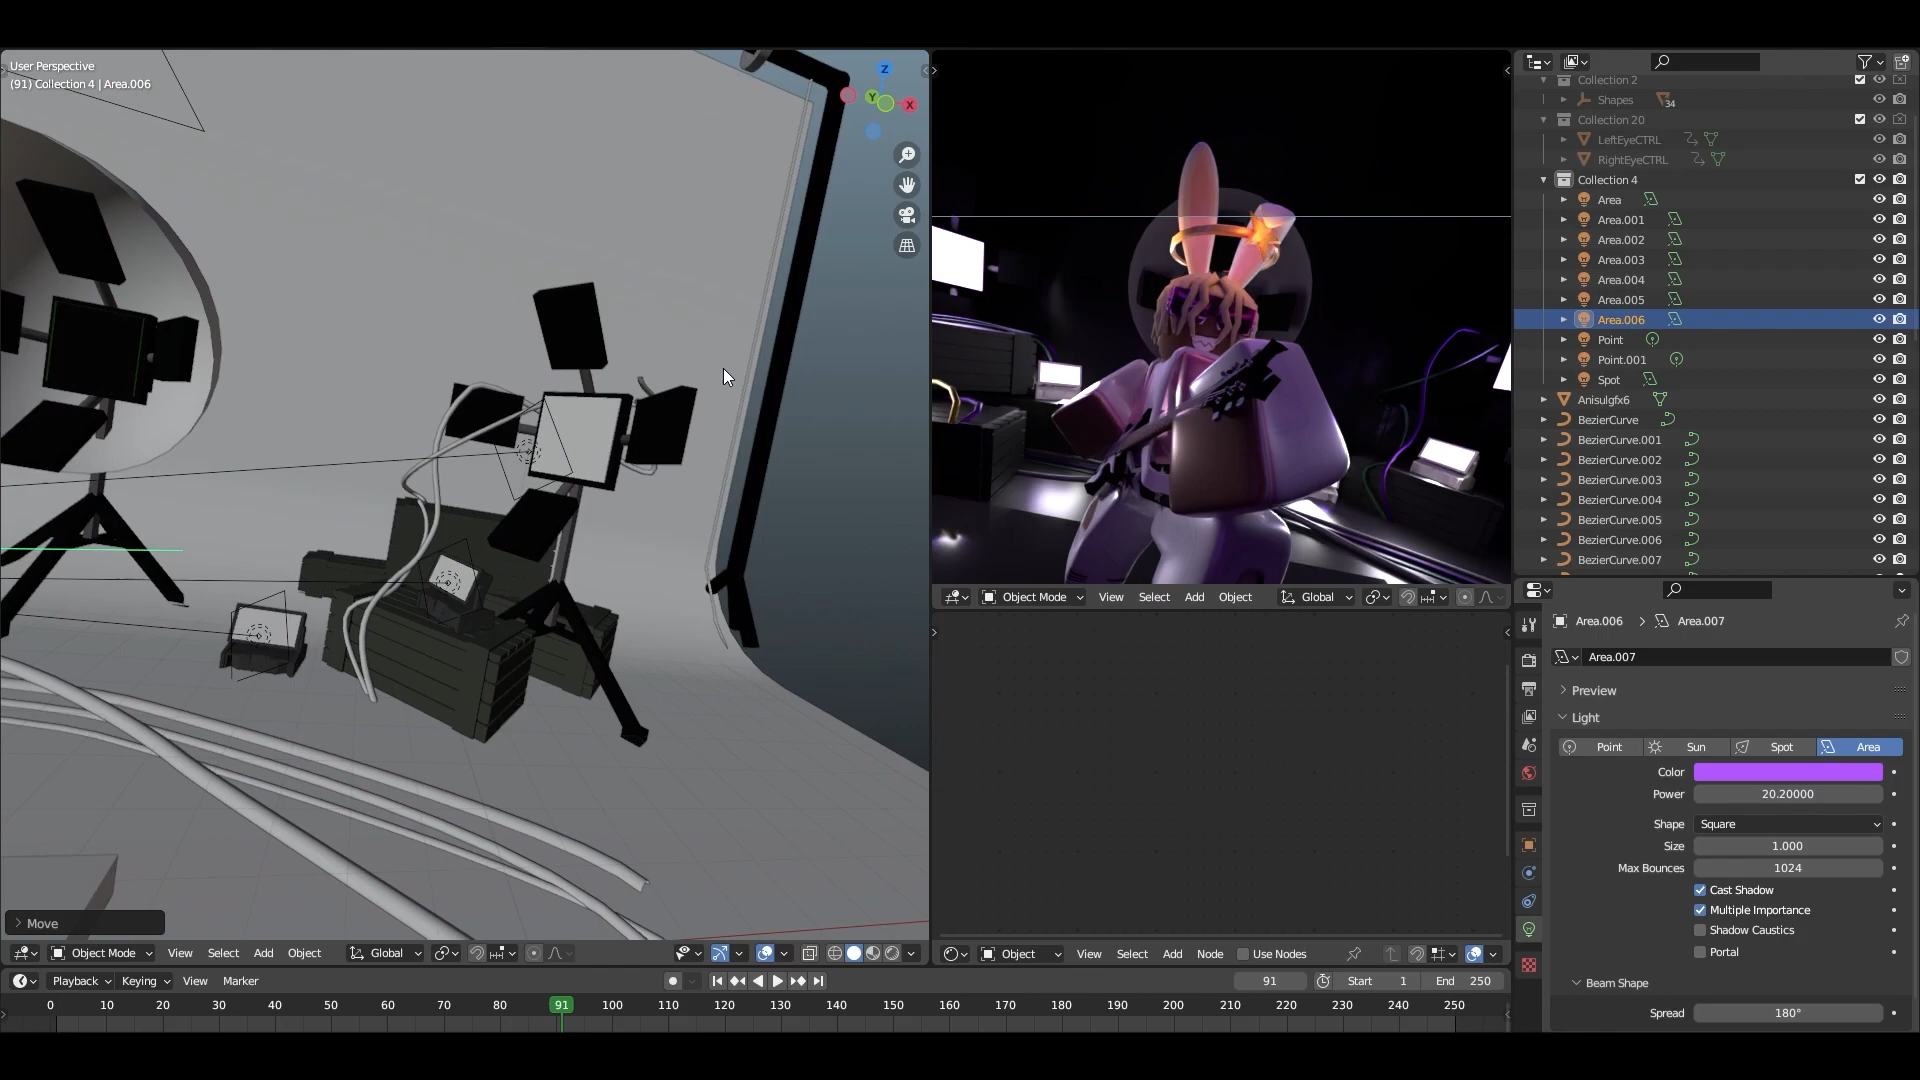 User Perspective
(91) Collection 4 | Area.006
Z
Y
X
Move
Object Mode
View
Select
Add
Object
Global
Object Mode
View
Select
Add
Object
Global
Object
View
Select
Add
Node
Use Nodes
Playback
Keying
View
Marker
91
Start 1
End 250
0 10 20 30 40 50 60 70 80 91 100 110 120 130 140 150 160 170 180 190 200 210 220 230 240 250
Collection 2
Shapes 34
Collection 20
LeftEyeCTRL
RightEyeCTRL
Collection 4
Area
Area.001
Area.002
Area.003
Area.004
Area.005
Area.006
Point
Point.001
Spot
Anisulgfx6
BezierCurve
BezierCurve.001
BezierCurve.002
BezierCurve.003
BezierCurve.004
BezierCurve.005
BezierCurve.006
BezierCurve.007
Area.006 > Area.007
Area.007
Preview
Light
Point Sun Spot Area
Color
Power 20.20000
Shape Square
Size 1.000
Max Bounces 1024
Cast Shadow
Multiple Importance
Shadow Caustics
Portal
Beam Shape
Spread 180°